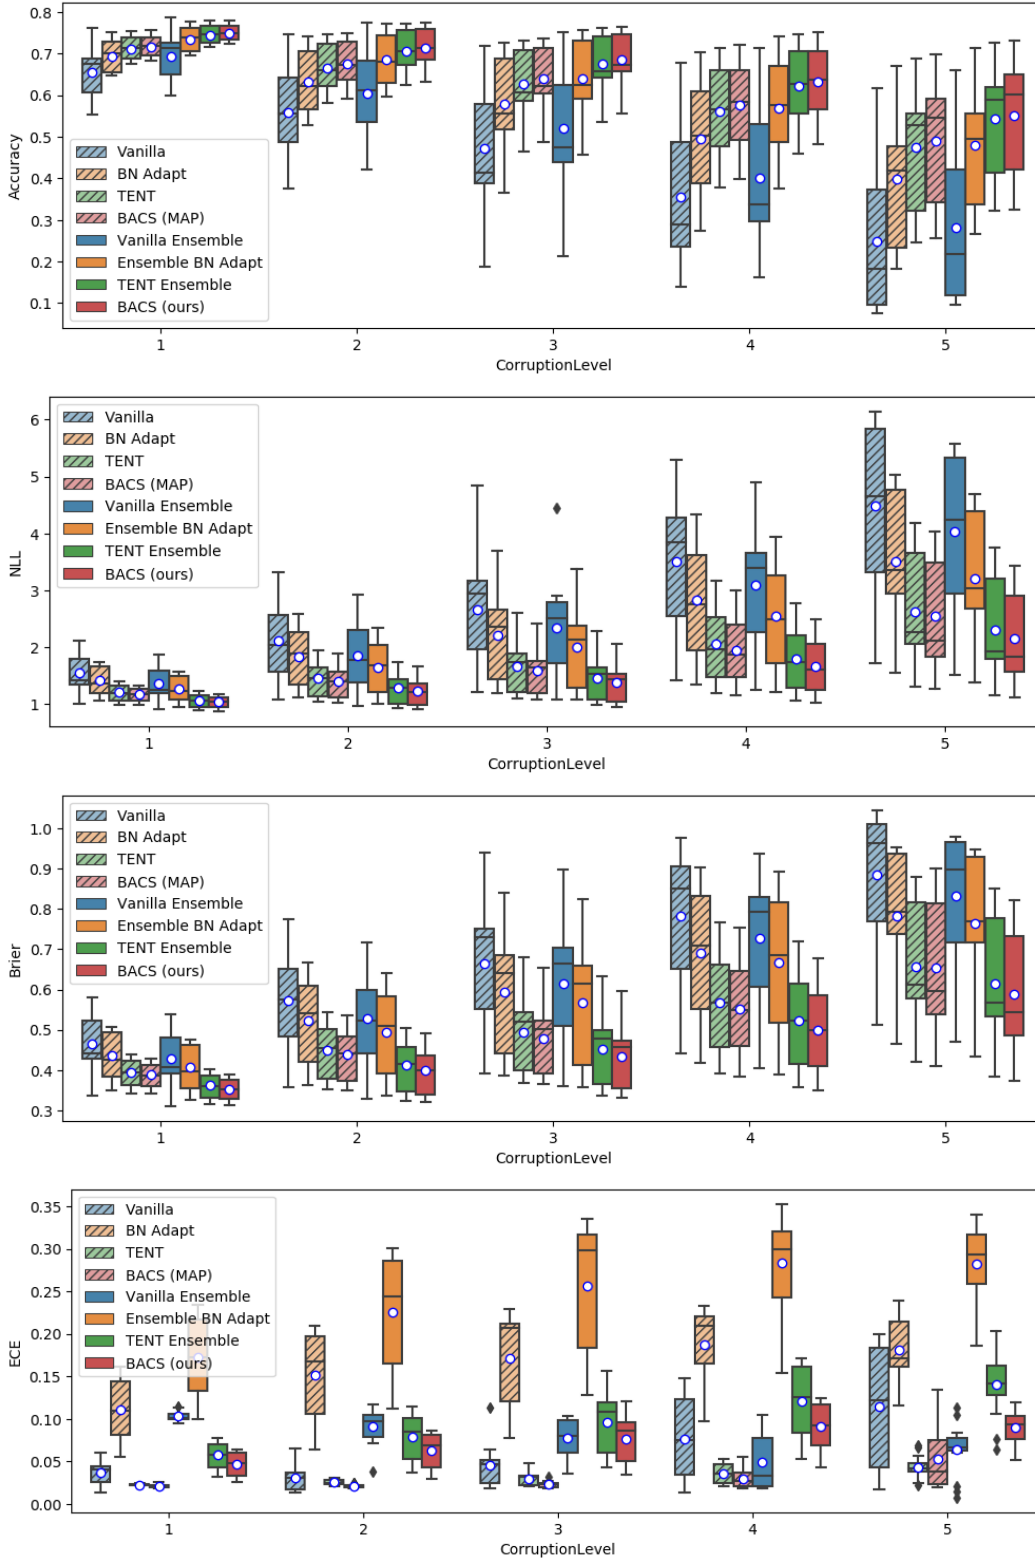 0.8
0.7
0.6
0.5
0.4
0.3
0.2
0.1
Accuracy
Vanilla
BN Adapt
TENT
BACS (MAP)
Vanilla Ensemble
Ensemble BN Adapt
TENT Ensemble
BACS (ours)
1 2 3 4 5
CorruptionLevel
6
5
4
3
2
1
NLL
Vanilla
BN Adapt
TENT
BACS (MAP)
Vanilla Ensemble
Ensemble BN Adapt
TENT Ensemble
BACS (ours)
1 2 3 4 5
CorruptionLevel
1.0
0.9
0.8
0.7
0.6
0.5
0.4
0.3
Brier
Vanilla
BN Adapt
TENT
BACS (MAP)
Vanilla Ensemble
Ensemble BN Adapt
TENT Ensemble
BACS (ours)
1 2 3 4 5
CorruptionLevel
0.35
0.30
0.25
0.20
0.15
0.10
0.05
0.00
ECE
Vanilla
BN Adapt
TENT
BACS (MAP)
Vanilla Ensemble
Ensemble BN Adapt
TENT Ensemble
BACS (ours)
1 2 3 4 5
CorruptionLevel